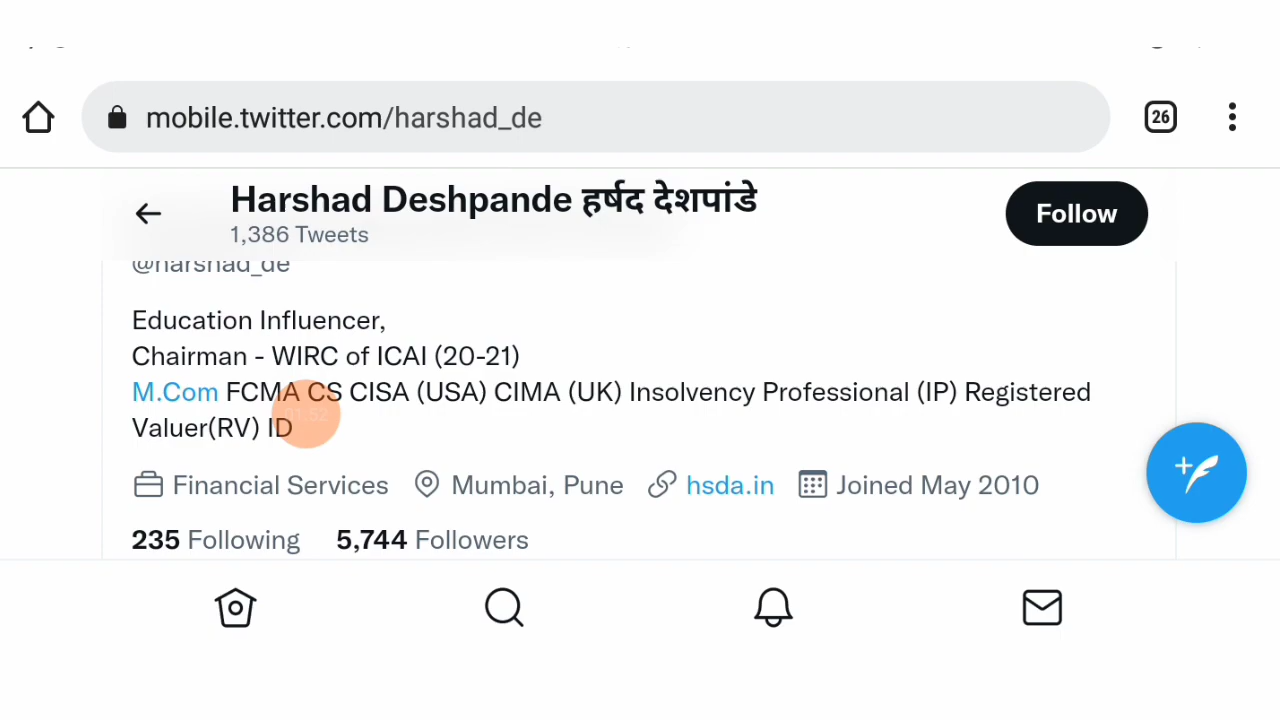 mobile.twitter.com/harshad_de
26
Harshad Deshpande हर्षद देशपांडे
1,386 Tweets
Follow
@harshad_de
Education Influencer,
Chairman - WIRC of ICAI (20-21)
M.Com FCMA CS CISA (USA) CIMA (UK) Insolvency Professional (IP) Registered
Valuer(RV) ID
Financial Services Mumbai, Pune hsda.in Joined May 2010
235 Following 5,744 Followers